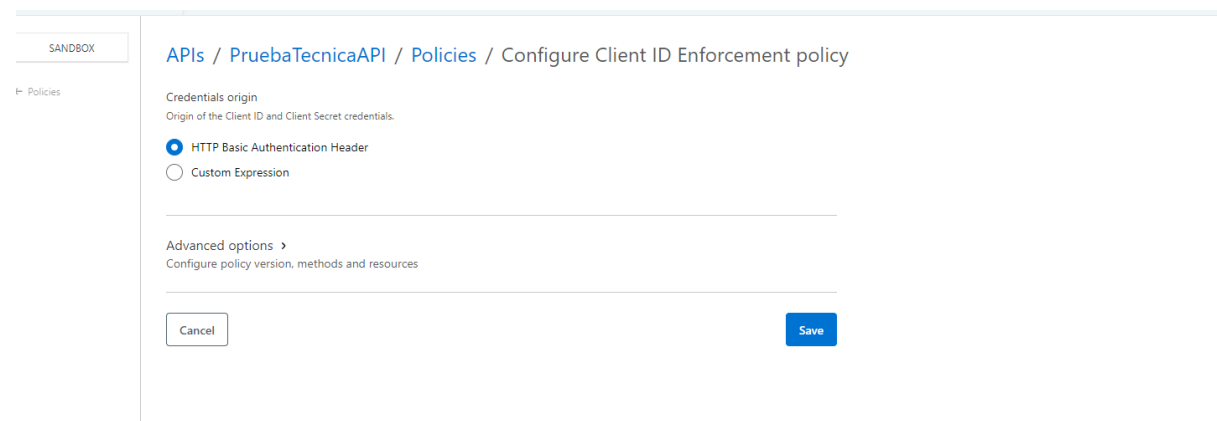 SANDBOX
APIs / PruebaTecnicaAPI / Policies / Configure Client ID Enforcement policy
Policies
Credentials origin
Origin of the Client ID and Client Secret credentials.
HTTP Basic Authentication Header
Custom Expression
Advanced options >
Configure policy version, methods and resources
Cancel
Save